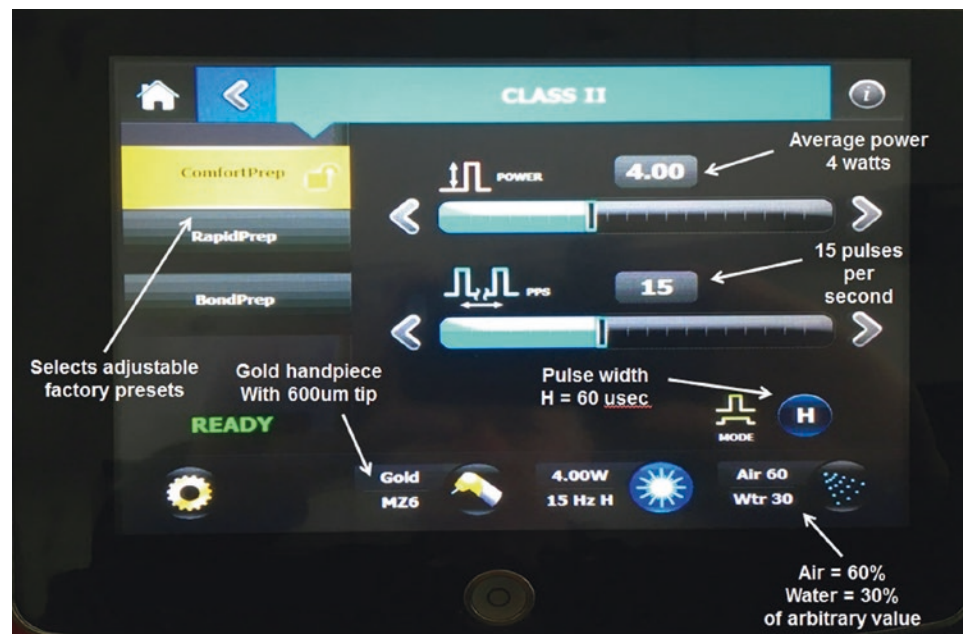 CLASS II
i
Average power
4 watts
ComfortPrep
POWER
4.00
RapidPrep
15 pulses
per
second
BondPrep
PPS
15
Selects adjustable
factory presets
Gold handpiece
With 600um tip
Pulse width
H = 60 usec
H
MODE
READY
Gold
MZ6
4.00W
15 Hz H
Air 60
Wtr 30
Air = 60%
Water = 30%
of arbitrary value